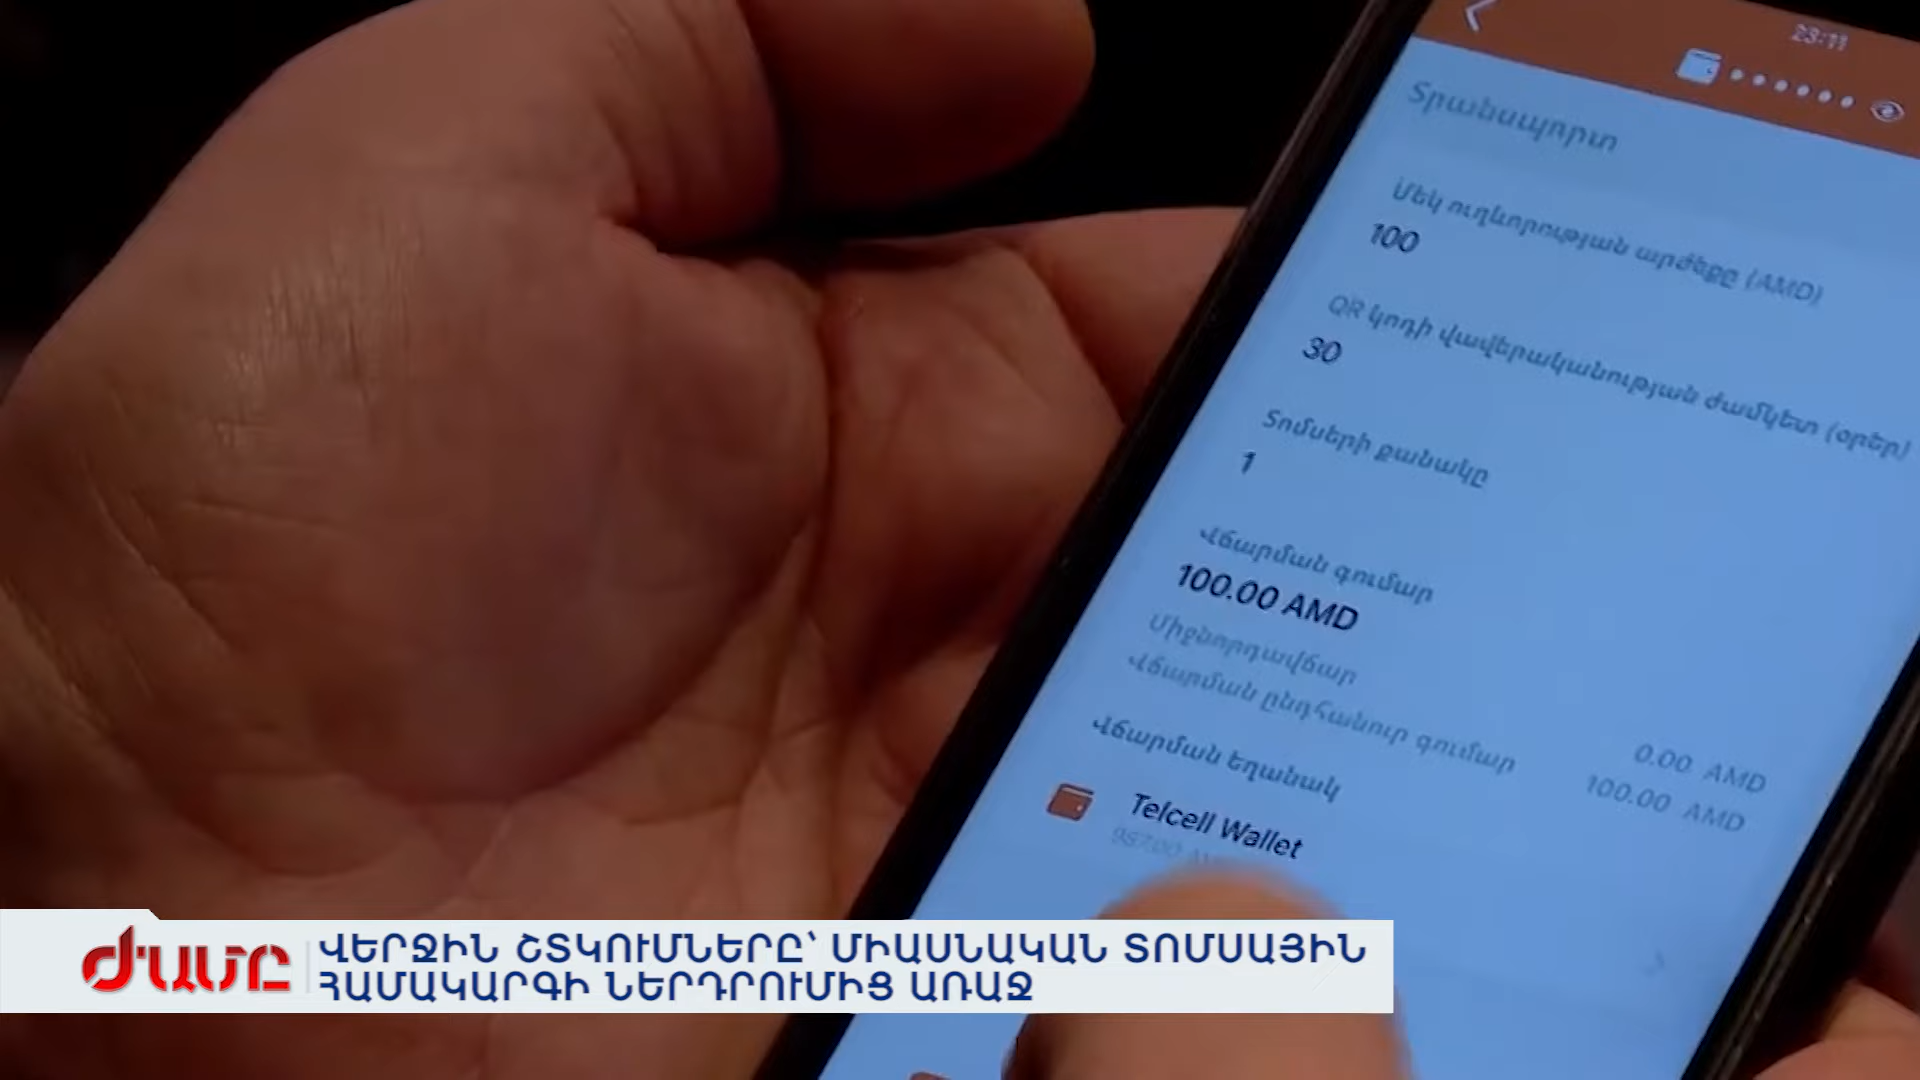 23:11
Տրանսպորտ
Մեկ ուղևորության արժեքը (AMD)
100
QR կոդի վավերականության ժամկետ (օրեր)
30
Տոմսերի քանակը
1
Վճարման գումար
100.00 AMD
Միջնորդավճար 0.00 AMD
Վճարման ընդհանուր գումար 100.00 AMD
Վճարման եղանակ
Telcell Wallet
ԺԱՄԸ
ՎԵՐՋԻՆ ՇՏԿՈՒՄՆԵՐԸ՝ ՄԻԱՍՆԱԿԱՆ ՏՈՄՍԱՅԻՆ
ՀԱՄԱԿԱՐԳԻ ՆԵՐԴՐՈՒՄԻՑ ԱՌԱՋ